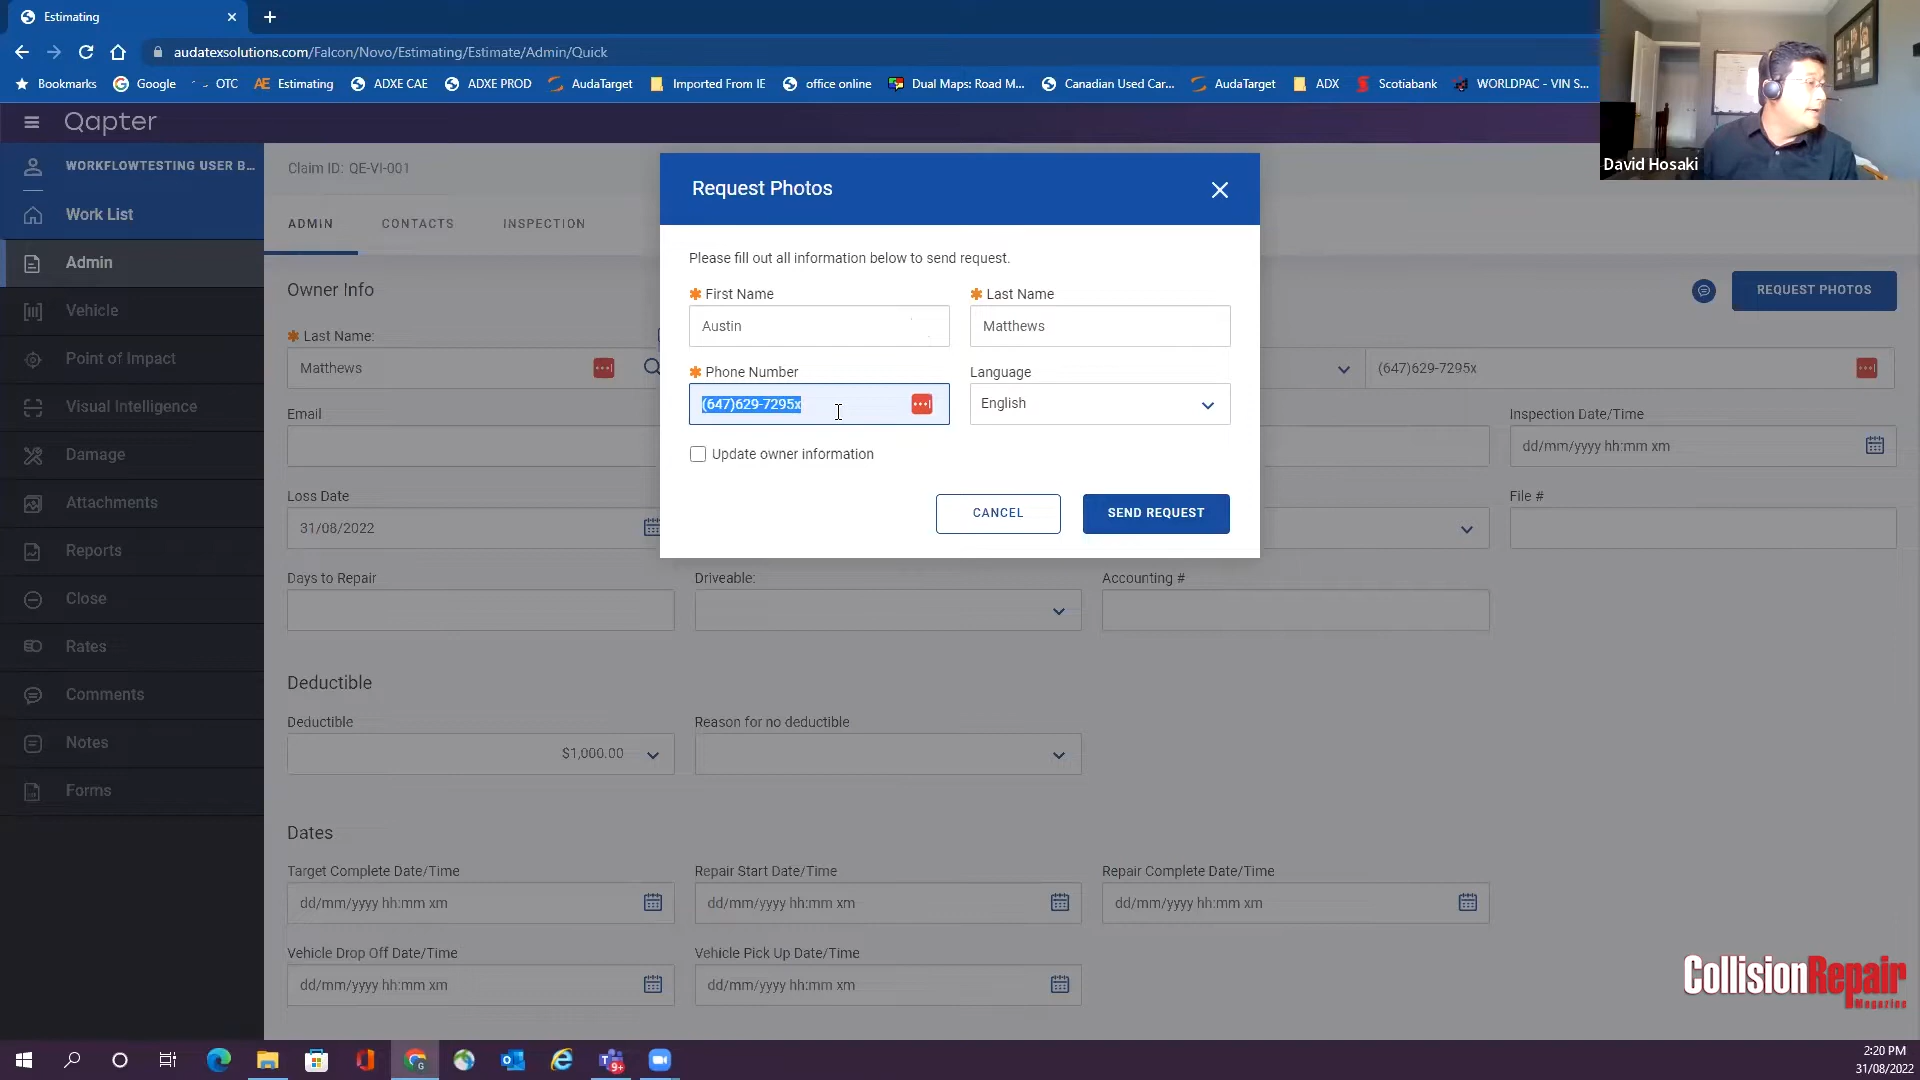 Estimating
audatexsolutions.com/Falcon/Novo/Estimating/Estimate/Admin/Quick
Bookmarks Google OTC AE Estimating ADXE CAE ADXE PROD AudaTarget Imported From IE office online Dual Maps: Road M... Canadian Used Car... AudaTarget ADX Scotiabank WORLDPAC - VIN S...
Qapter
David Hosaki
WORKFLOWTESTING USER B...
Work List
Admin
Vehicle
Point of Impact
Visual Intelligence
Damage
Attachments
Reports
Close
Rates
Comments
Notes
Forms
Claim ID: QE-VI-001
ADMIN CONTACTS INSPECTION
Owner Info
REQUEST PHOTOS
Last Name:
Matthews
(647)629-7295x
Email
Inspection Date/Time
dd/mm/yyyy hh:mm xm
Loss Date
File #
31/08/2022
Days to Repair Driveable: Accounting #
Deductible
Deductible Reason for no deductible
$1,000.00
Dates
Target Complete Date/Time Repair Start Date/Time Repair Complete Date/Time
dd/mm/yyyy hh:mm xm dd/mm/yyyy hh:mm xm dd/mm/yyyy hh:mm xm
Vehicle Drop Off Date/Time Vehicle Pick Up Date/Time
dd/mm/yyyy hh:mm xm dd/mm/yyyy hh:mm xm
Request Photos
Please fill out all information below to send request.
✱ First Name ✱ Last Name
Austin Matthews
✱ Phone Number Language
(647)629-7295x English
Update owner information
CANCEL SEND REQUEST
CollisionRepair
Magazine
9+
2:20 PM
31/08/2022